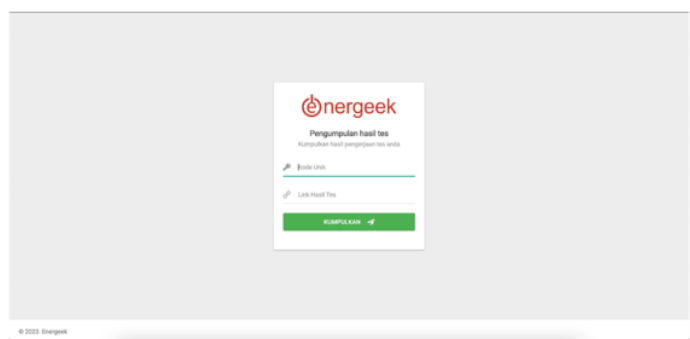 energeek
Pengumpulan hasil tes
Kumpulkan hasil pengerjaan tes anda
Kode Unik
Link Hasil Tes
KUMPULKAN
© 2023. Energeek